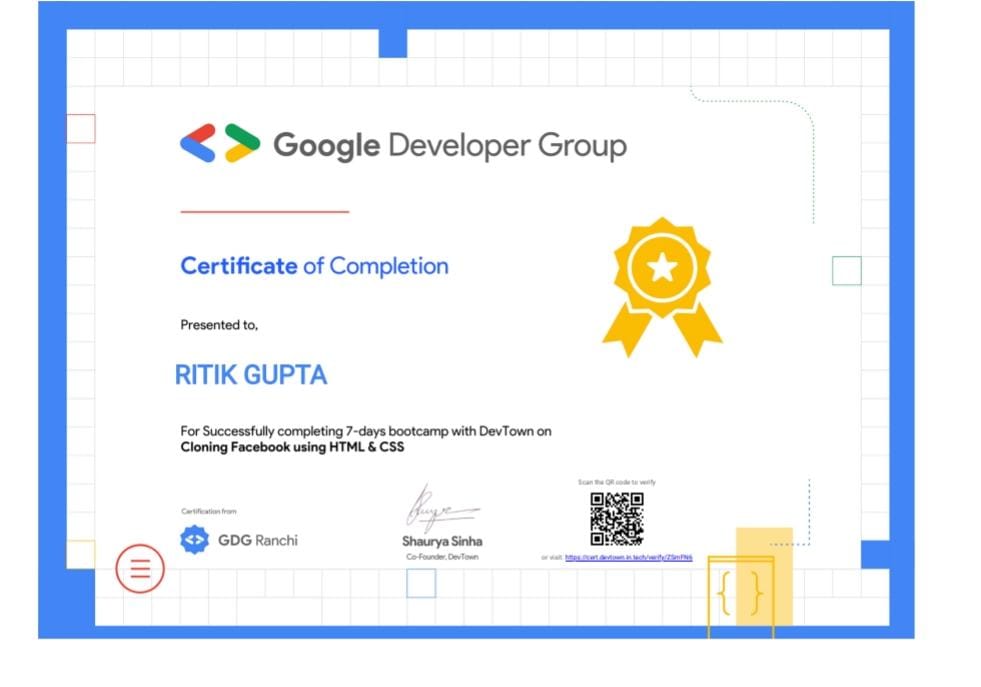 Google Developer Group
Certificate of Completion
Presented to,
RITIK GUPTA
For Successfully completing 7-days bootcamp with DevTown on
Cloning Facebook using HTML & CSS
Certification from
GDG Ranchi
Shaurya Sinha
Co-Founder, DevTown
Scan the QR code to verify
or visit: https://cert.devtown.in.tech/verify/ZSmFN6
{ }